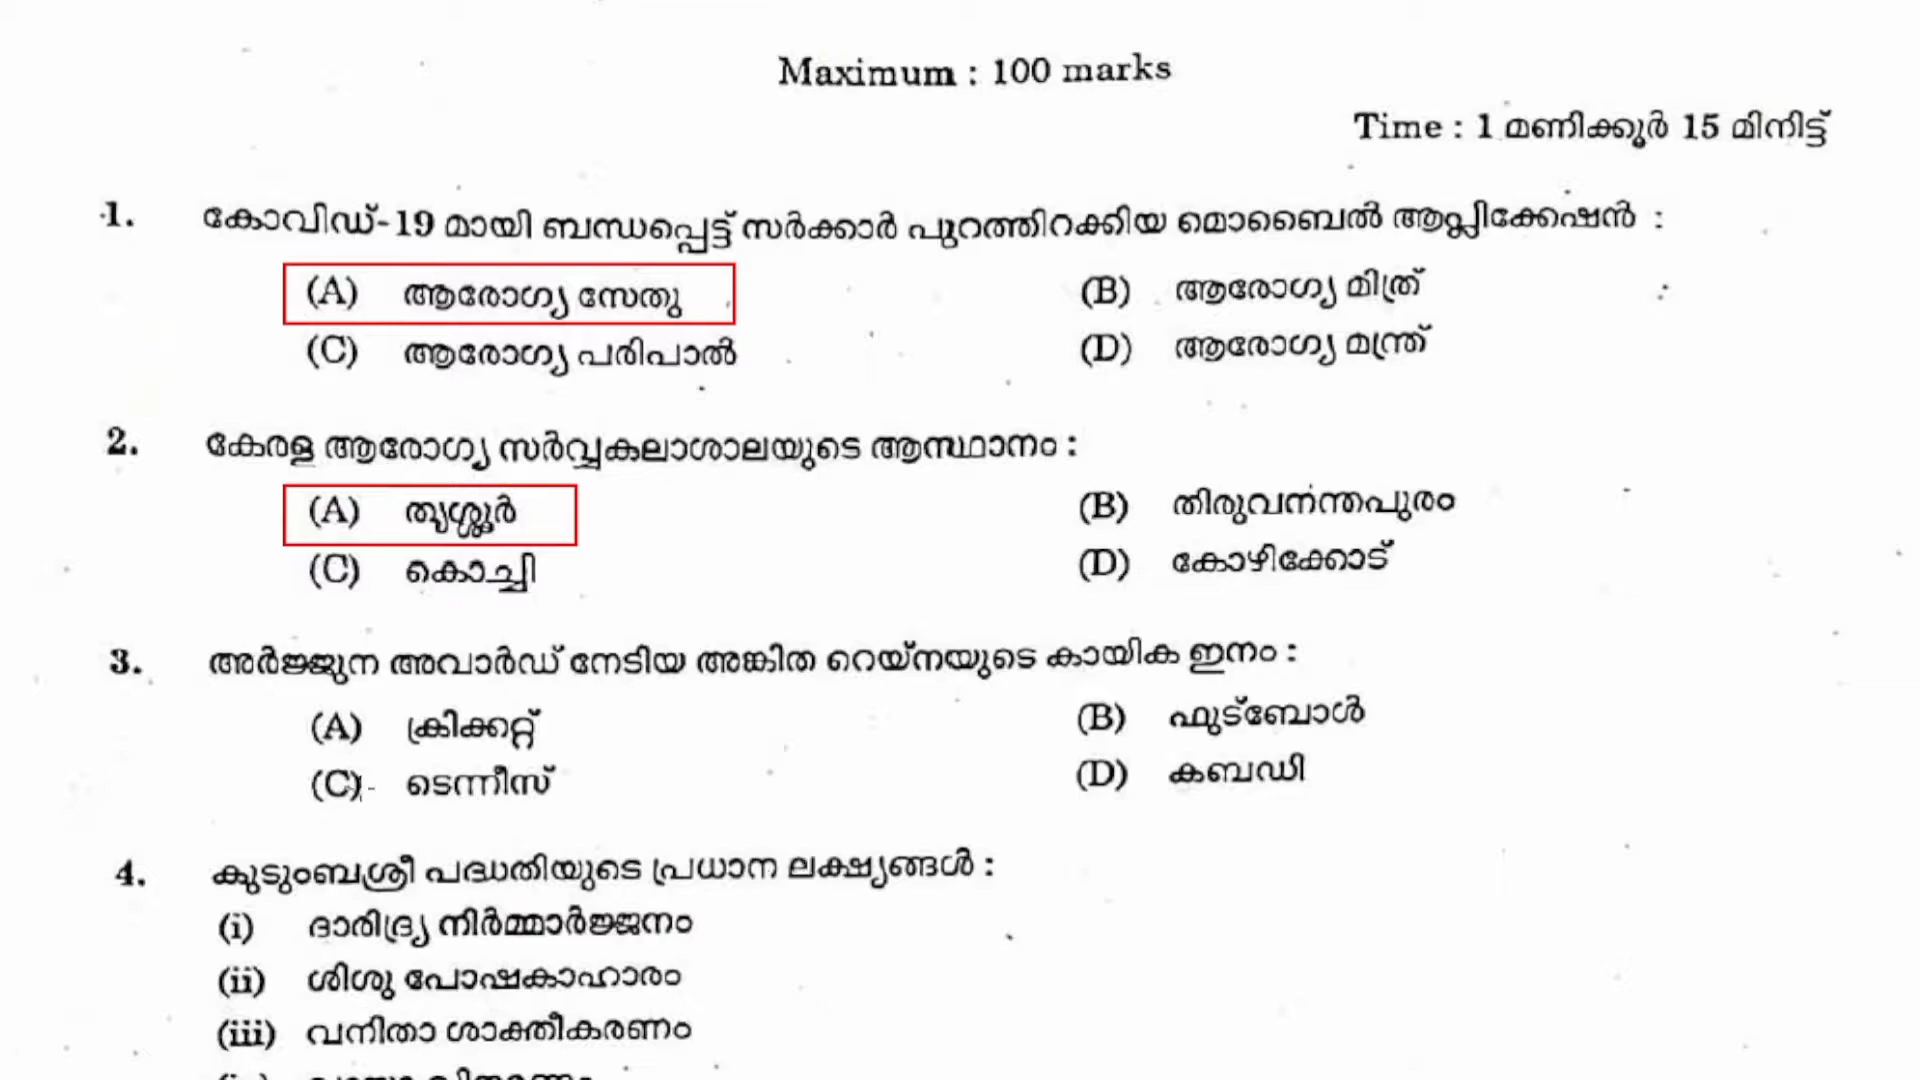 Maximum : 100 marks
Time : 1 മണിക്കൂർ 15 മിനിട്ട്
1. കോവിഡ്-19 മായി ബന്ധപ്പെട്ട് സർക്കാർ പുറത്തിറക്കിയ മൊബൈൽ ആപ്ലിക്കേഷൻ :
(A) ആരോഗ്യ സേതു (B) ആരോഗ്യ മിത്ര്
(C) ആരോഗ്യ പരിപാൽ (D) ആരോഗ്യ മന്ത്ര്
2. കേരള ആരോഗ്യ സർവ്വകലാശാലയുടെ ആസ്ഥാനം :
(A) തൃശ്ശൂർ (B) തിരുവനന്തപുരം
(C) കൊച്ചി (D) കോഴിക്കോട്
3. അർജ്ജുന അവാർഡ് നേടിയ അങ്കിത റെയ്നയുടെ കായിക ഇനം :
(A) ക്രിക്കറ്റ് (B) ഫുട്ബോൾ
(C) ടെന്നീസ് (D) കബഡി
4. കുടുംബശ്രീ പദ്ധതിയുടെ പ്രധാന ലക്ഷ്യങ്ങൾ :
(i) ദാരിദ്ര്യ നിർമ്മാർജ്ജനം
(ii) ശിശു പോഷകാഹാരം
(iii) വനിതാ ശാക്തീകരണം